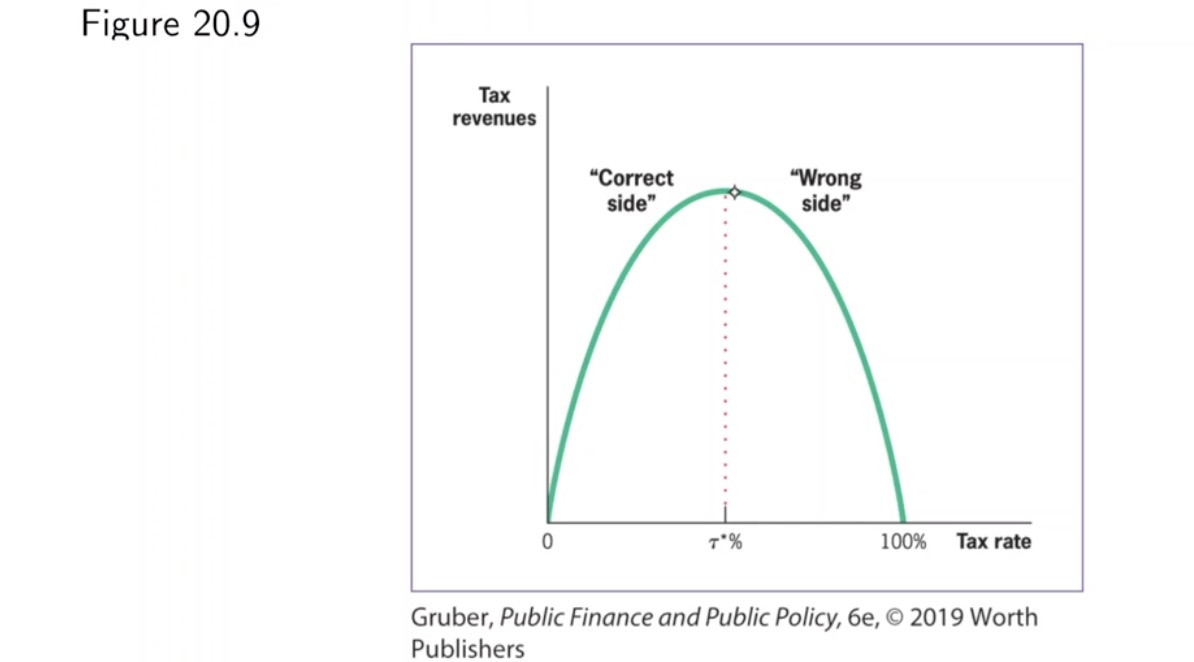 Figure 20.9
Tax
revenues
“Correct
side”
“Wrong
side”
0
τ*%
100%
Tax rate
Gruber, Public Finance and Public Policy, 6e, © 2019 Worth
Publishers